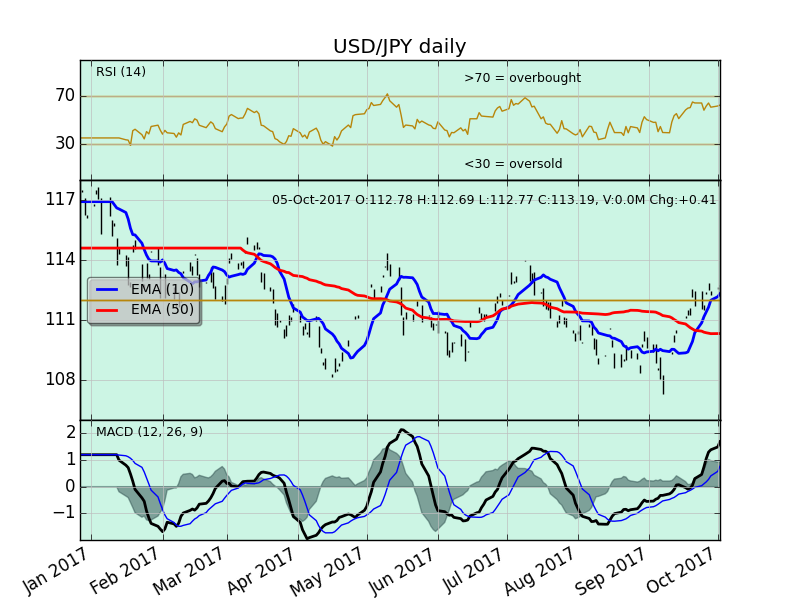 USD/JPY daily
RSI (14)
>70 = overbought
70
30
<30 = oversold
117
05-Oct-2017 O:112.78 H:112.69 L:112.77 C:113.19, V:0.0M Chg:+0.41
114
EMA (10)
EMA (50)
111
108
MACD (12, 26, 9)
2
1
0
−1
Jan 2017
Feb 2017
Mar 2017
Apr 2017
May 2017
Jun 2017
Jul 2017
Aug 2017
Sep 2017
Oct 2017